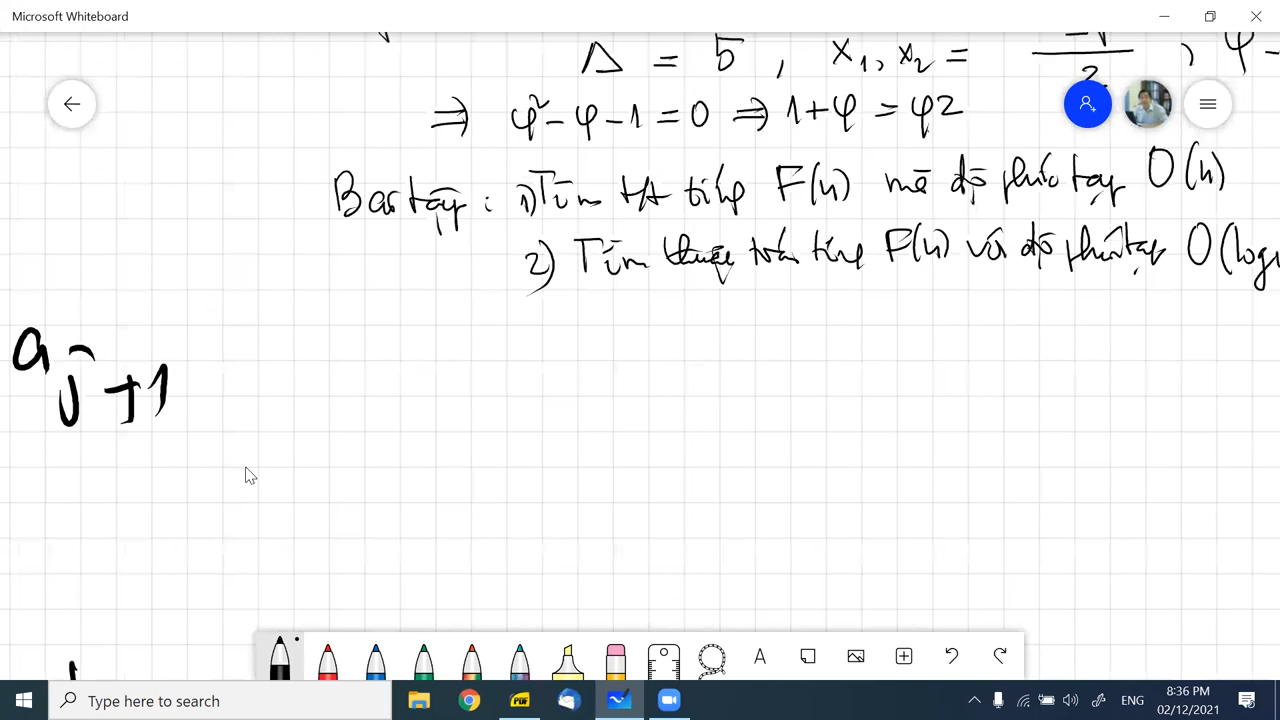 Microsoft Whiteboard
Δ = 5 , x₁, x₂ =
⇒ φ² - φ - 1 = 0 ⇒ 1 + φ = φ2
Bài tập : 1) Tìm t/t tính F(n) mà độ phức tạp O(n)
2) Tìm thuật toán tính F(n) với độ phức tạp O(log
a j+1
A
Type here to search
PDF
ENG
8:36 PM
02/12/2021